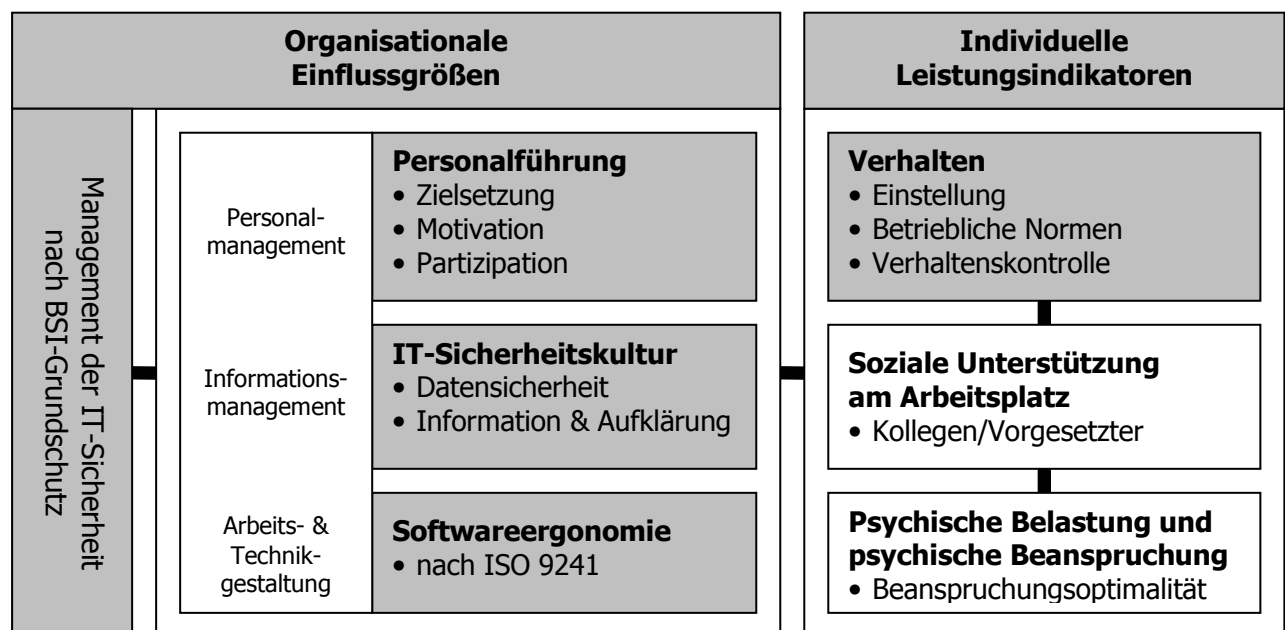 Organisationale
Einflussgrößen
Individuelle
Leistungsindikatoren
Management der IT-Sicherheit
nach BSI-Grundschutz
Personal-
management
Personalführung
• Zielsetzung
• Motivation
• Partizipation
Informations-
management
IT-Sicherheitskultur
• Datensicherheit
• Information & Aufklärung
Arbeits- &
Technik-
gestaltung
Softwareergonomie
• nach ISO 9241
Verhalten
• Einstellung
• Betriebliche Normen
• Verhaltenskontrolle
Soziale Unterstützung
am Arbeitsplatz
• Kollegen/Vorgesetzter
Psychische Belastung und
psychische Beanspruchung
• Beanspruchungsoptimalität